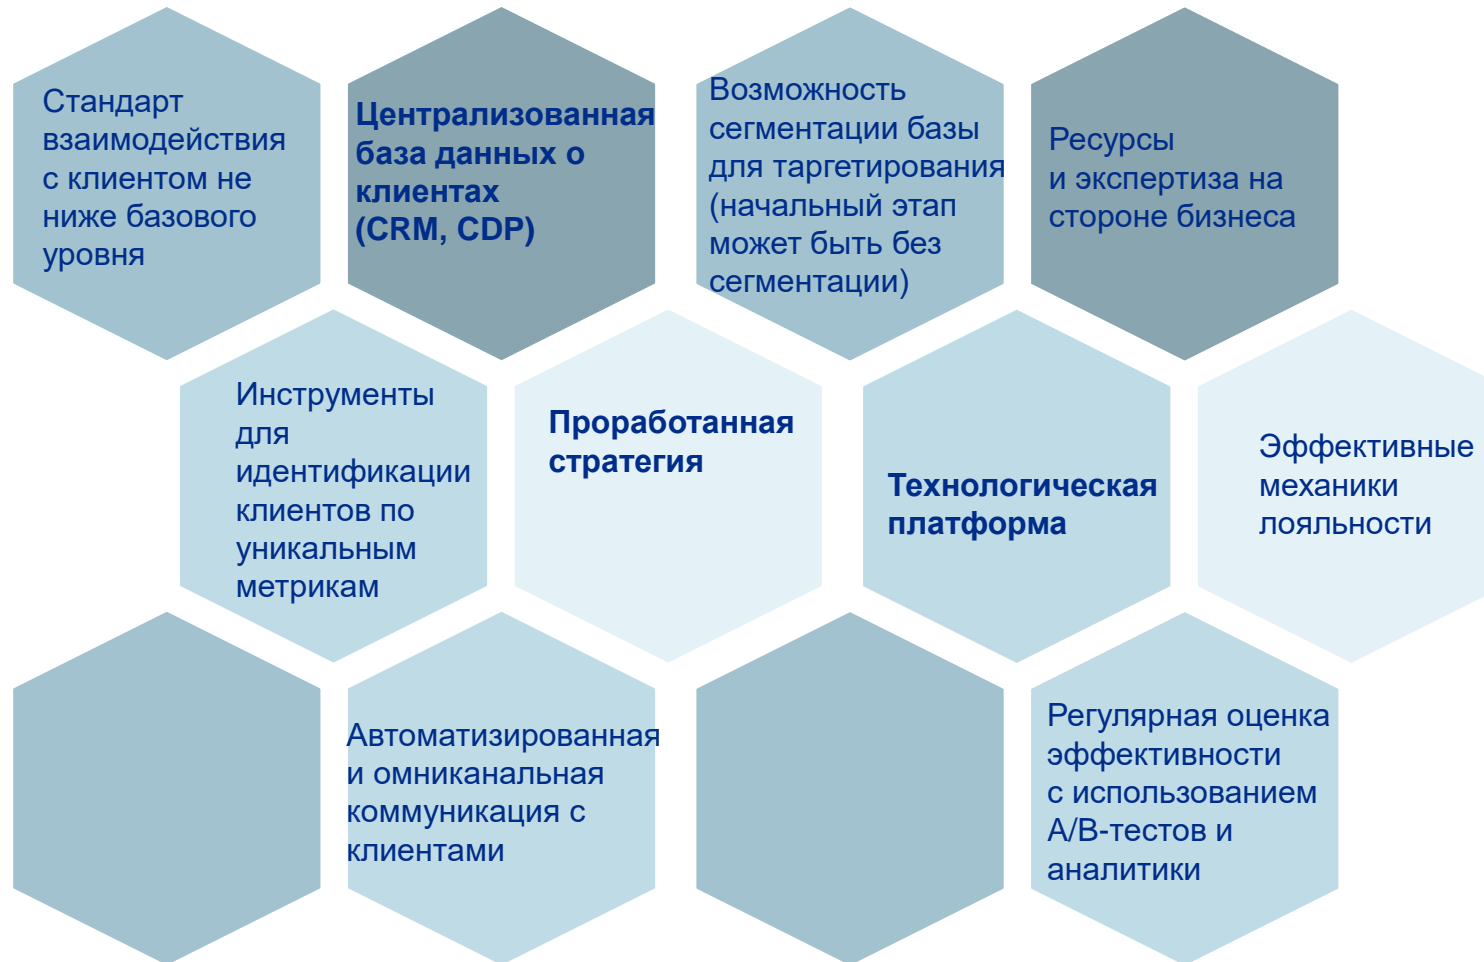 Стандарт
взаимодействия
с клиентом не
ниже базового
уровня
Централизованная
база данных о
клиентах
(CRM, CDP)
Возможность
сегментации базы
для таргетирования
(начальный этап
может быть без
сегментации)
Ресурсы
и экспертиза на
стороне бизнеса
Инструменты
для
идентификации
клиентов по
уникальным
метрикам
Проработанная
стратегия
Технологическая
платформа
Эффективные
механики
лояльности
Автоматизированная
и омниканальная
коммуникация с
клиентами
Регулярная оценка
эффективности
с использованием
А/В-тестов и
аналитики